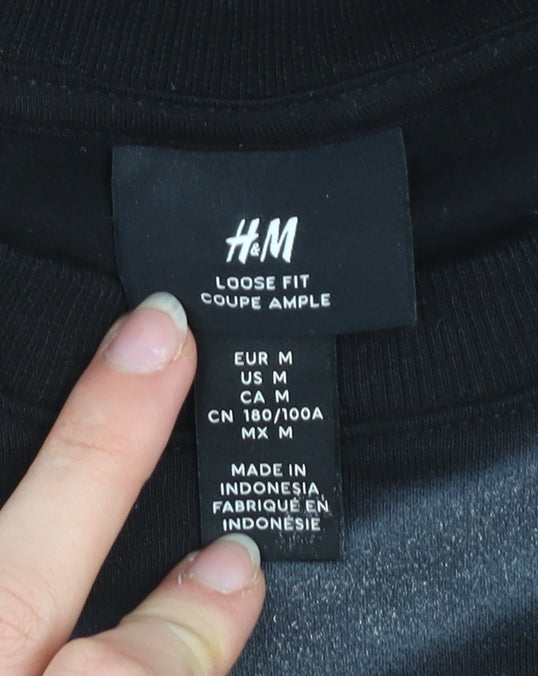 H&M
LOOSE FIT
COUPE AMPLE
EUR M
US M
CA M
CN 180/100A
MX M
MADE IN
INDONESIA
FABRIQUÉ EN
INDONÉSIE